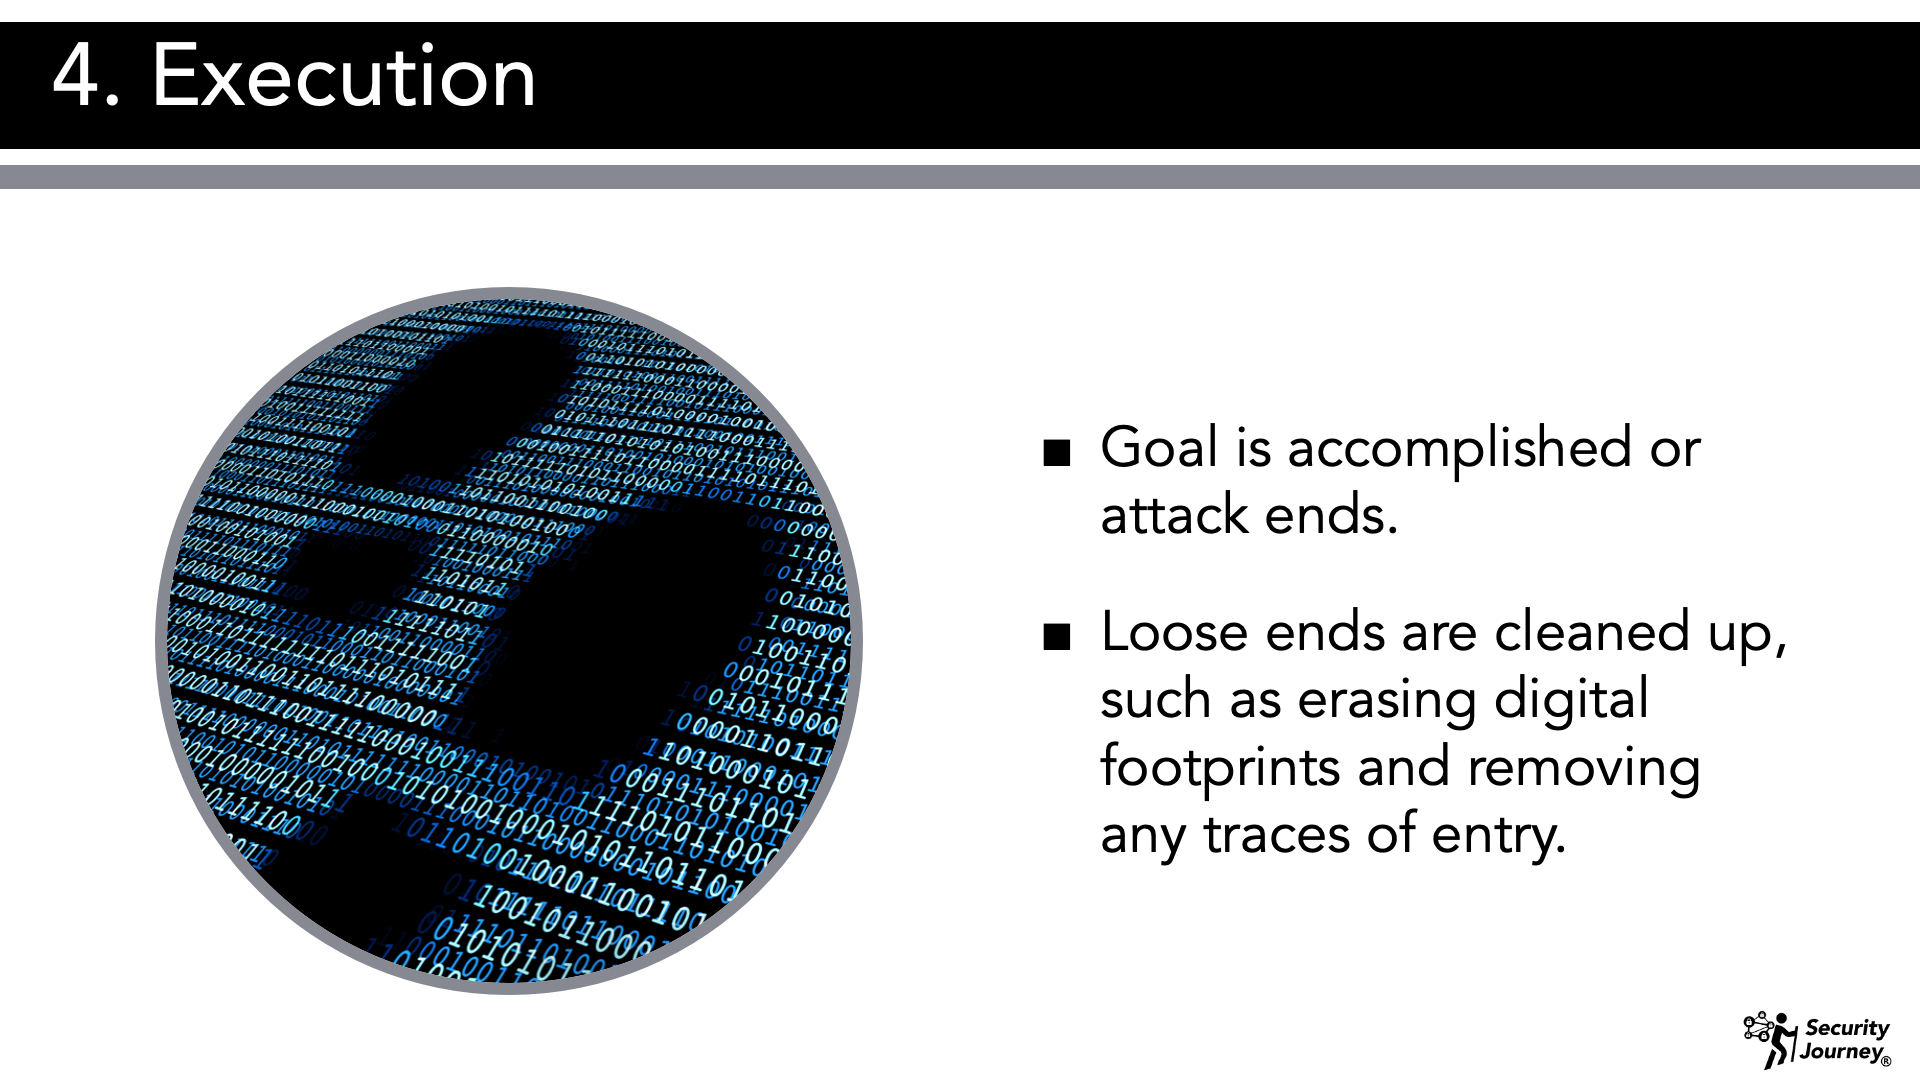 4. Execution
■ Goal is accomplished or
attack ends.
■ Loose ends are cleaned up,
such as erasing digital
footprints and removing
any traces of entry.
Security
Journey®